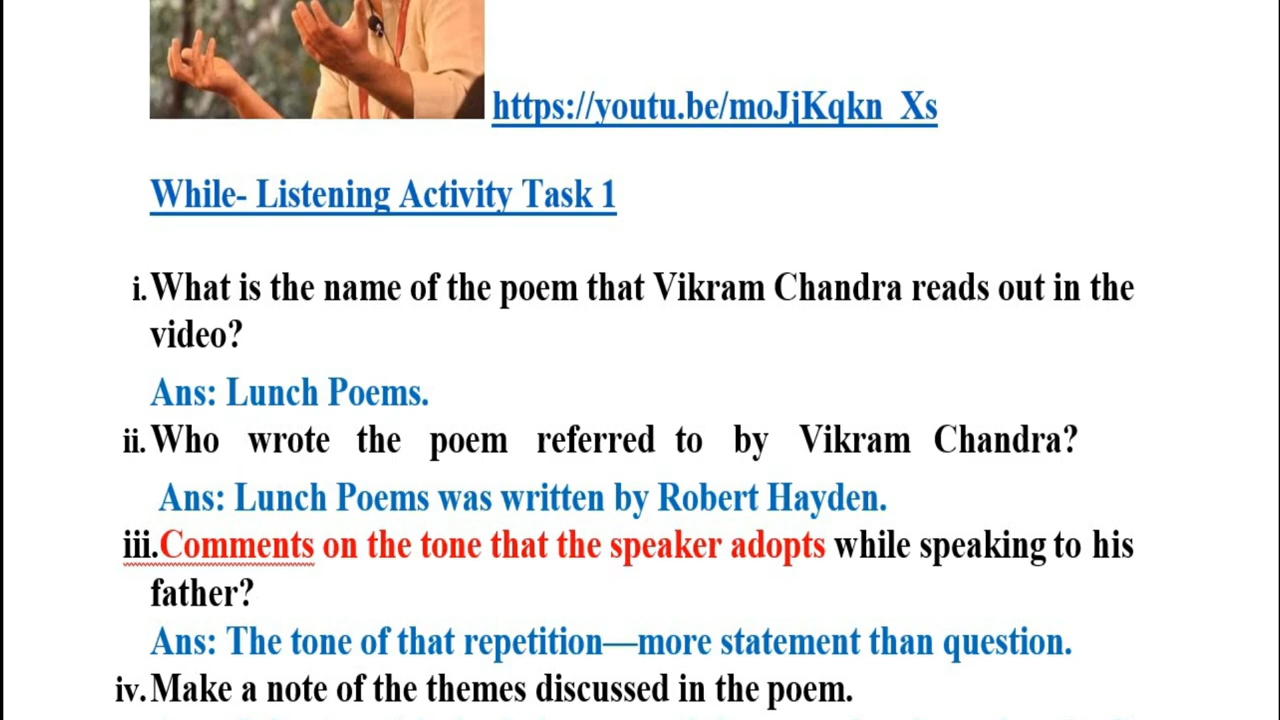 https://youtu.be/moJjKqkn_Xs
While- Listening Activity Task 1
i. What is the name of the poem that Vikram Chandra reads out in the
video?
Ans: Lunch Poems.
ii. Who wrote the poem referred to by Vikram Chandra?
Ans: Lunch Poems was written by Robert Hayden.
iii. Comments on the tone that the speaker adopts while speaking to his
father?
Ans: The tone of that repetition—more statement than question.
iv. Make a note of the themes discussed in the poem.